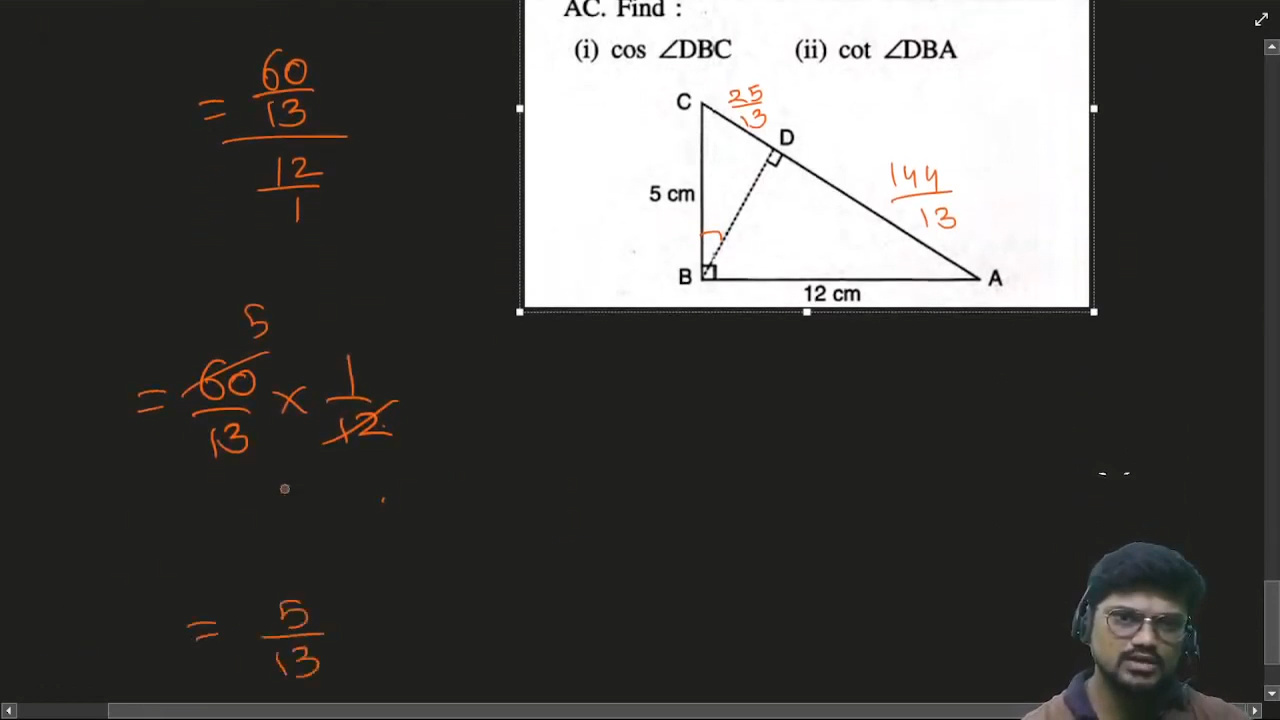 AC. Find :
(i) cos ∠DBC (ii) cot ∠DBA
C
25/13
D
144/13
5 cm
B
A
12 cm
= 60/13
12/1
5
= 60/13 × 1/12
= 5/13